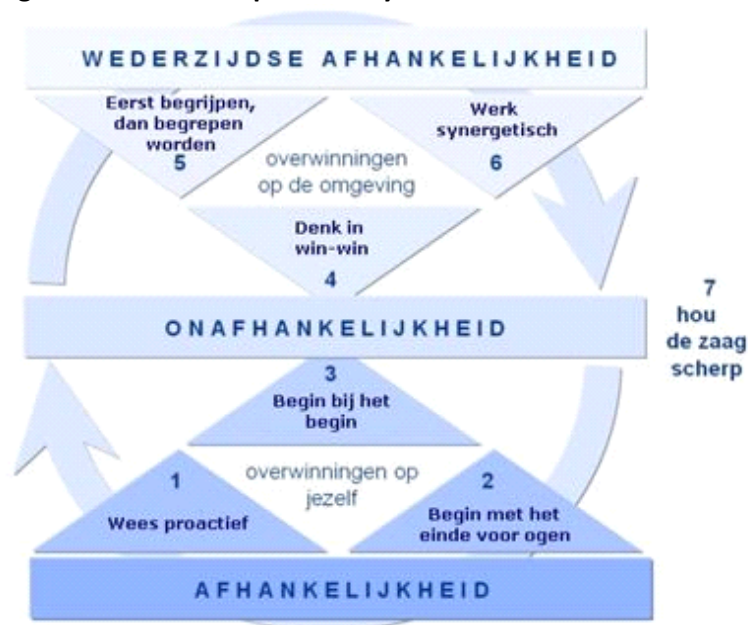 WEDERZIJDSE AFHANKELIJKHEID
Eerst begrijpen,
dan begrepen
worden
5
Werk
synergetisch
6
overwinningen
op de omgeving
Denk in
win-win
4
ONAFHANKELIJKHEID
7
hou
de zaag
scherp
3
Begin bij het
begin
overwinningen op
jezelf
1
Wees proactief
2
Begin met het
einde voor ogen
AFHANKELIJKHEID